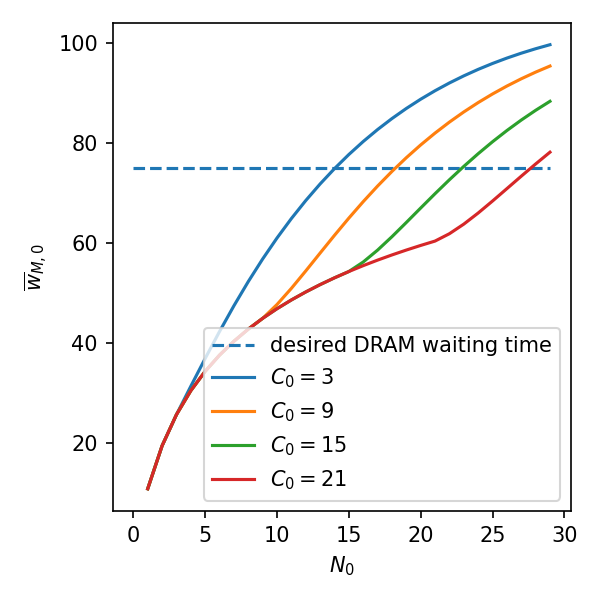 100
80
60
40
20
w̅_{M, 0}
desired DRAM waiting time
C₀ = 3
C₀ = 9
C₀ = 15
C₀ = 21
0 5 10 15 20 25 30
N₀